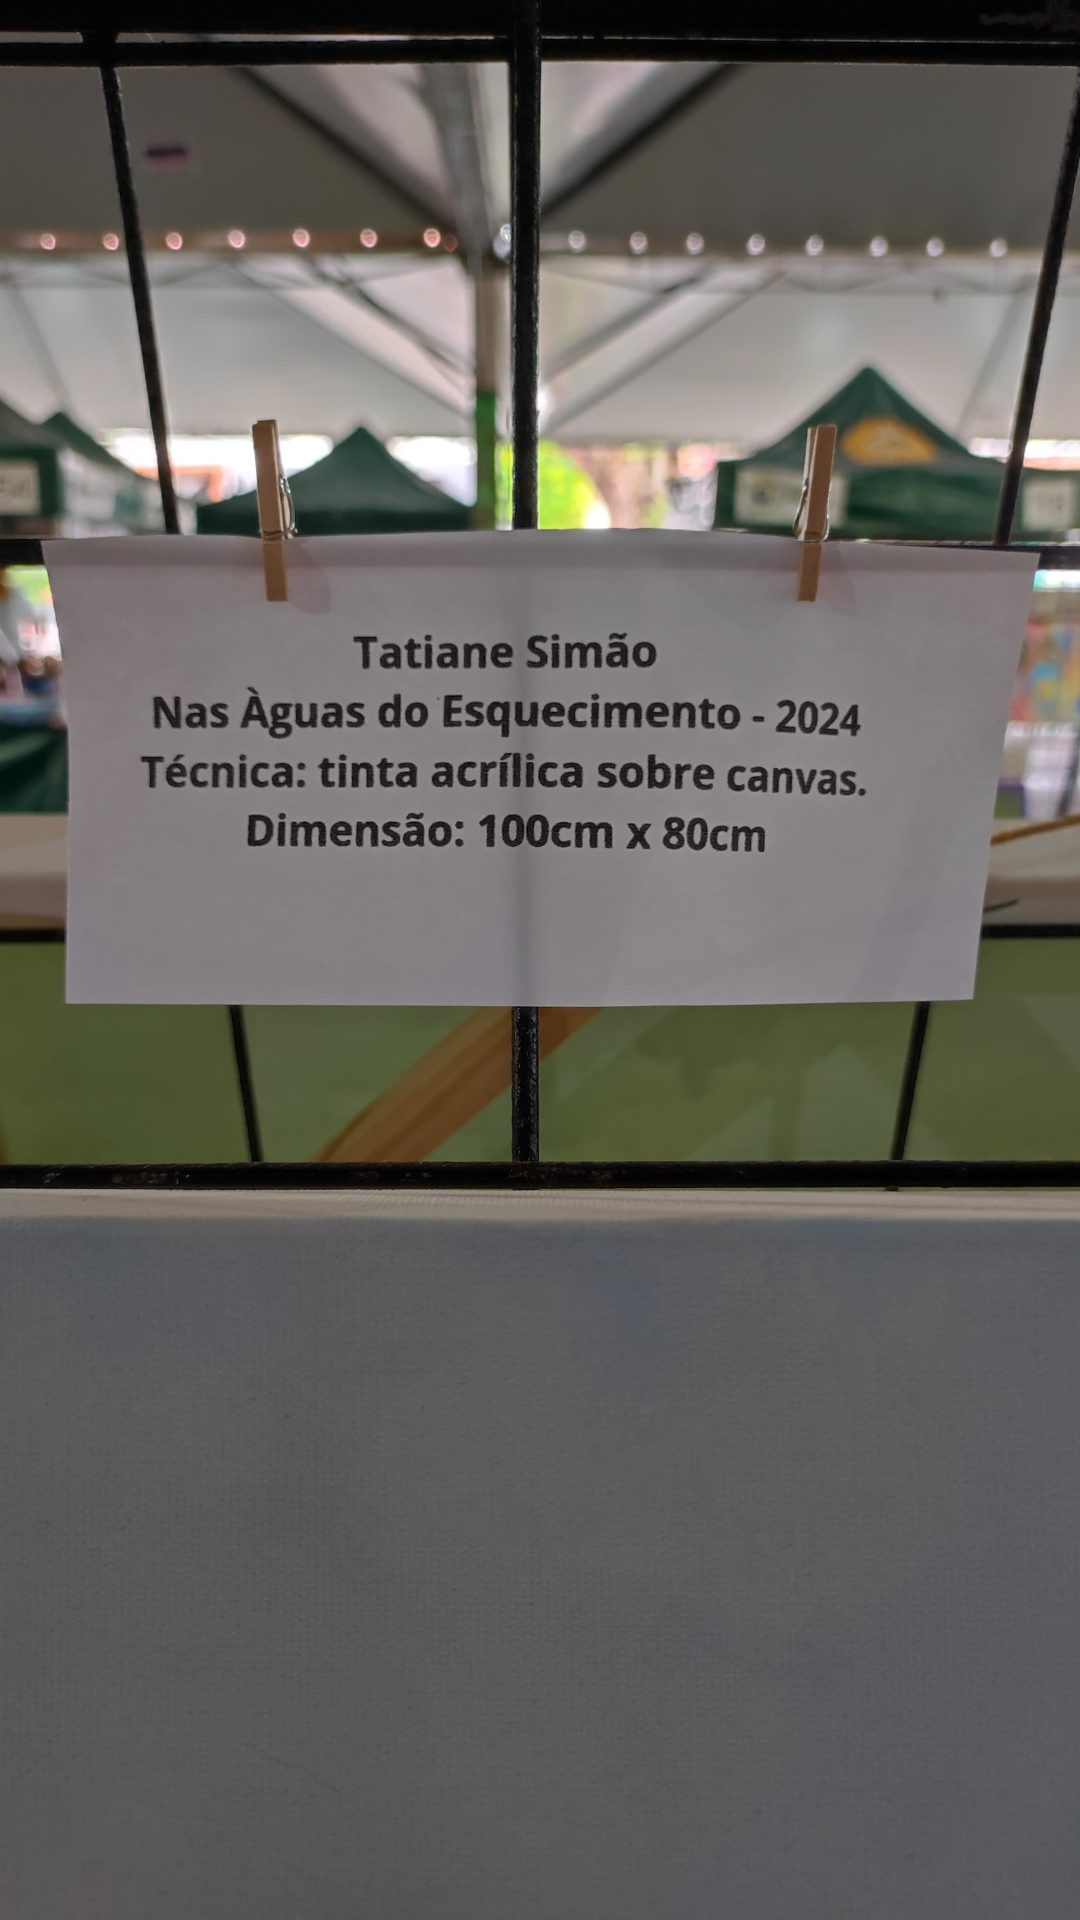 Tatiane Simão
Nas Àguas do Esquecimento - 2024
Técnica: tinta acrílica sobre canvas.
Dimensão: 100cm x 80cm